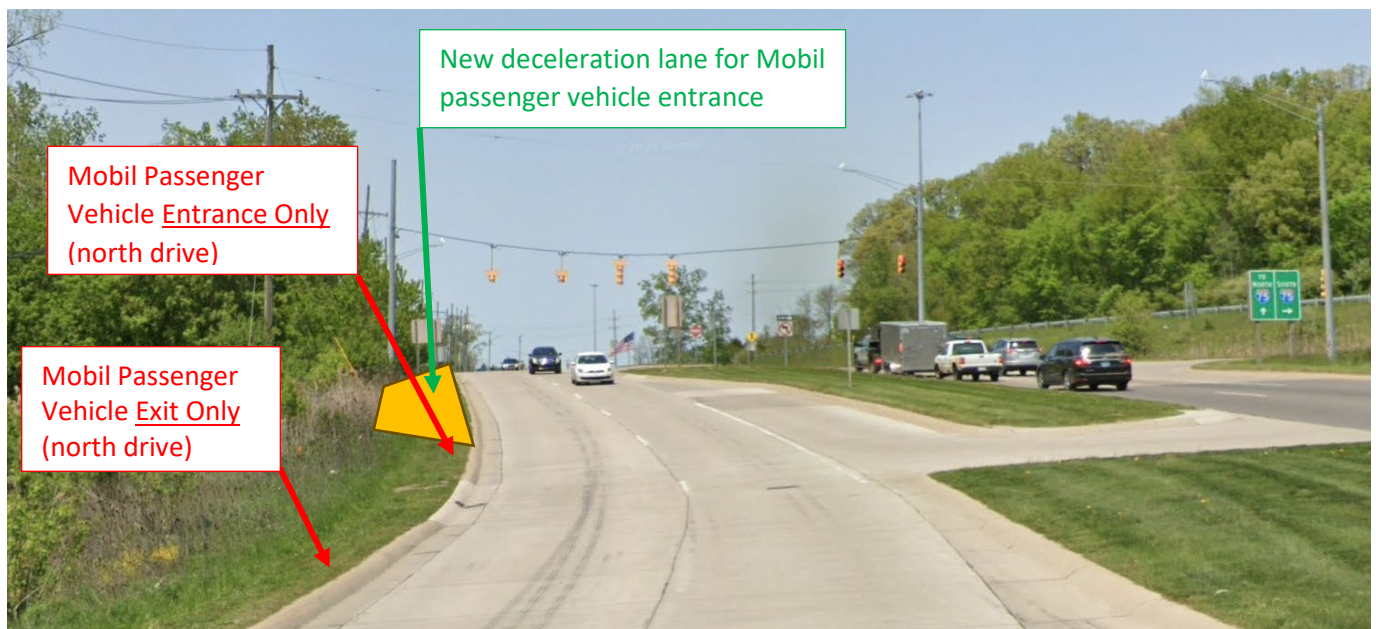 New deceleration lane for Mobil
passenger vehicle entrance
Mobil Passenger
Vehicle Entrance Only
(north drive)
Mobil Passenger
Vehicle Exit Only
(north drive)
TO
NORTH SOUTH
75 75